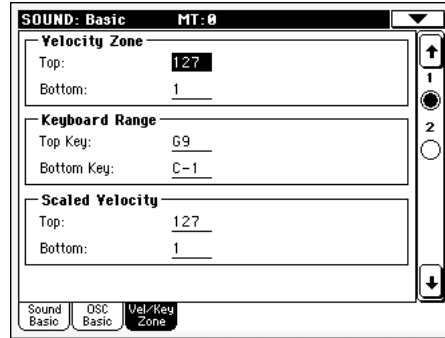 SOUND: Basic MT:0
Velocity Zone
Top: 127
Bottom: 1
1
2
Keyboard Range
Top Key: G9
Bottom Key: C-1
Scaled Velocity
Top: 127
Bottom: 1
Sound Basic
OSC Basic
Vel/Key Zone